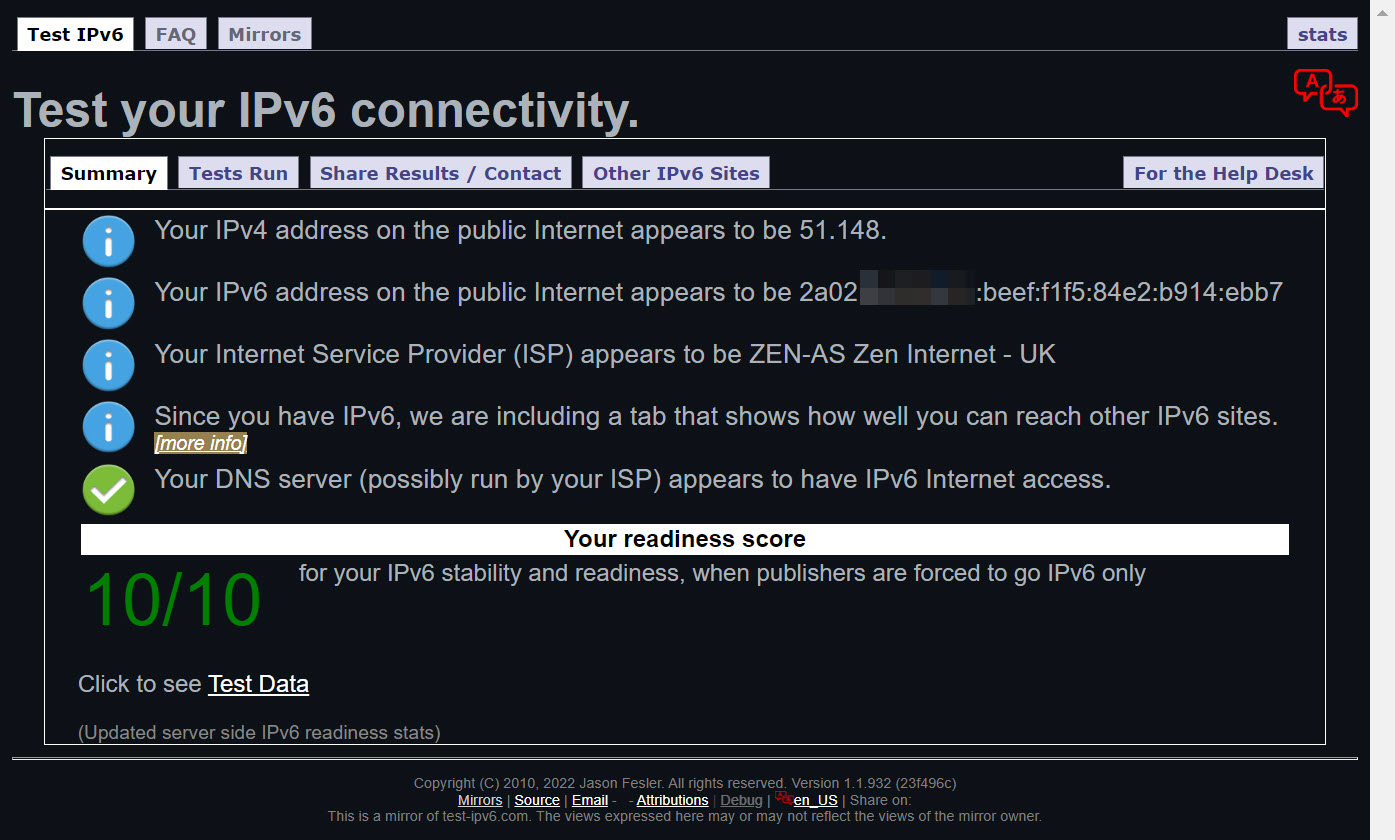 Test IPv6 FAQ Mirrors stats
Test your IPv6 connectivity.
Summary Tests Run Share Results / Contact Other IPv6 Sites For the Help Desk
Your IPv4 address on the public Internet appears to be 51.148.
Your IPv6 address on the public Internet appears to be 2a02 :beef:f1f5:84e2:b914:ebb7
Your Internet Service Provider (ISP) appears to be ZEN-AS Zen Internet - UK
Since you have IPv6, we are including a tab that shows how well you can reach other IPv6 sites.
[more info]
Your DNS server (possibly run by your ISP) appears to have IPv6 Internet access.
Your readiness score
10/10 for your IPv6 stability and readiness, when publishers are forced to go IPv6 only
Click to see Test Data
(Updated server side IPv6 readiness stats)
Copyright (C) 2010, 2022 Jason Fesler. All rights reserved. Version 1.1.932 (23f496c)
Mirrors | Source | Email - - Attributions | Debug | en_US | Share on:
This is a mirror of test-ipv6.com. The views expressed here may or may not reflect the views of the mirror owner.